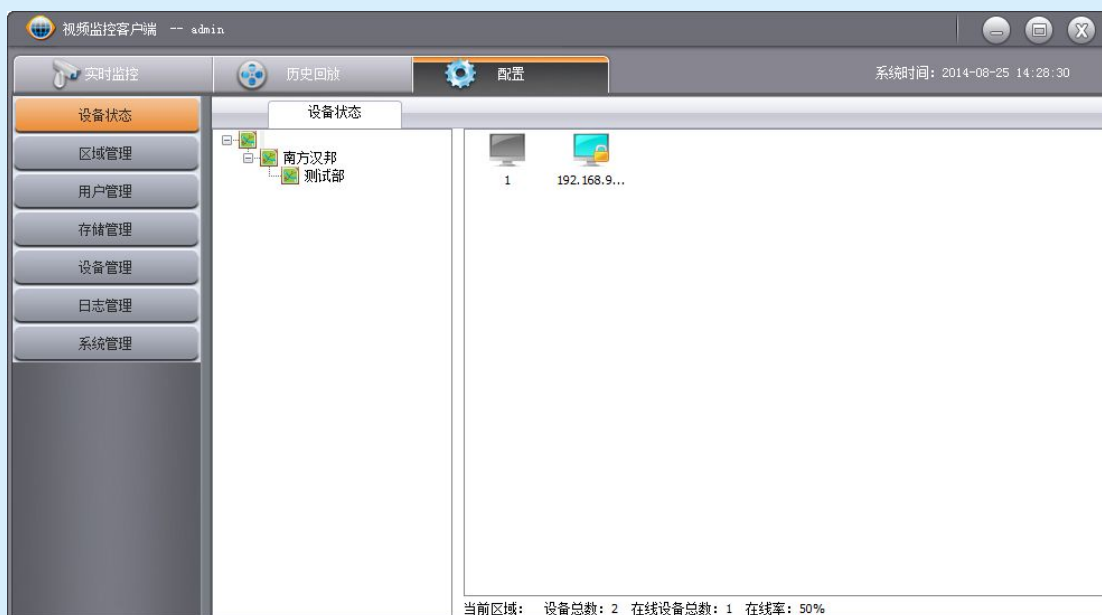 视频监控客户端 -- admin
实时监控 历史回放 配置 系统时间: 2014-08-25 14:28:30
设备状态
区域管理
用户管理
存储管理
设备管理
日志管理
系统管理
设备状态
南方汉邦
测试部
1 192.168.9...
当前区域: 设备总数: 2 在线设备总数: 1 在线率: 50%